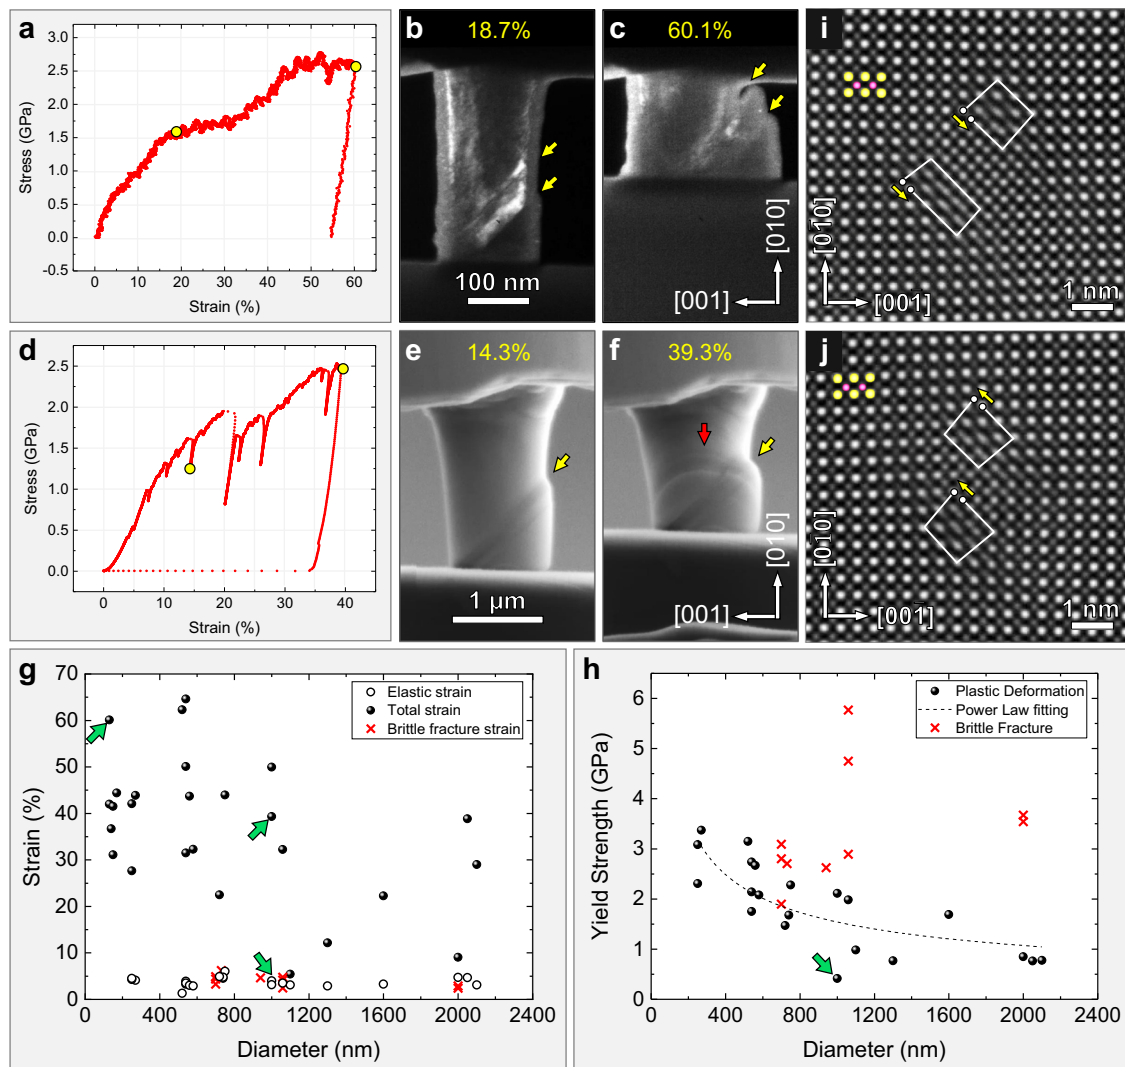 a
3.0
2.5
2.0
1.5
1.0
0.5
0.0
-0.5
Stress (GPa)
0 10 20 30 40 50 60
Strain (%)
b
18.7%
100 nm
c
60.1%
[010]
[001]
i
[010]
[001]
1 nm
d
2.5
2.0
1.5
1.0
0.5
0.0
Stress (GPa)
0 10 20 30 40
Strain (%)
e
14.3%
1 µm
f
39.3%
[010]
[001]
j
[01̄0]
[001̄]
1 nm
g
70
60
50
40
30
20
10
0
Strain (%)
Elastic strain
Total strain
Brittle fracture strain
0 400 800 1200 1600 2000 2400
Diameter (nm)
h
6
5
4
3
2
1
0
Yield Strength (GPa)
Plastic Deformation
Power Law fitting
Brittle Fracture
0 400 800 1200 1600 2000 2400
Diameter (nm)